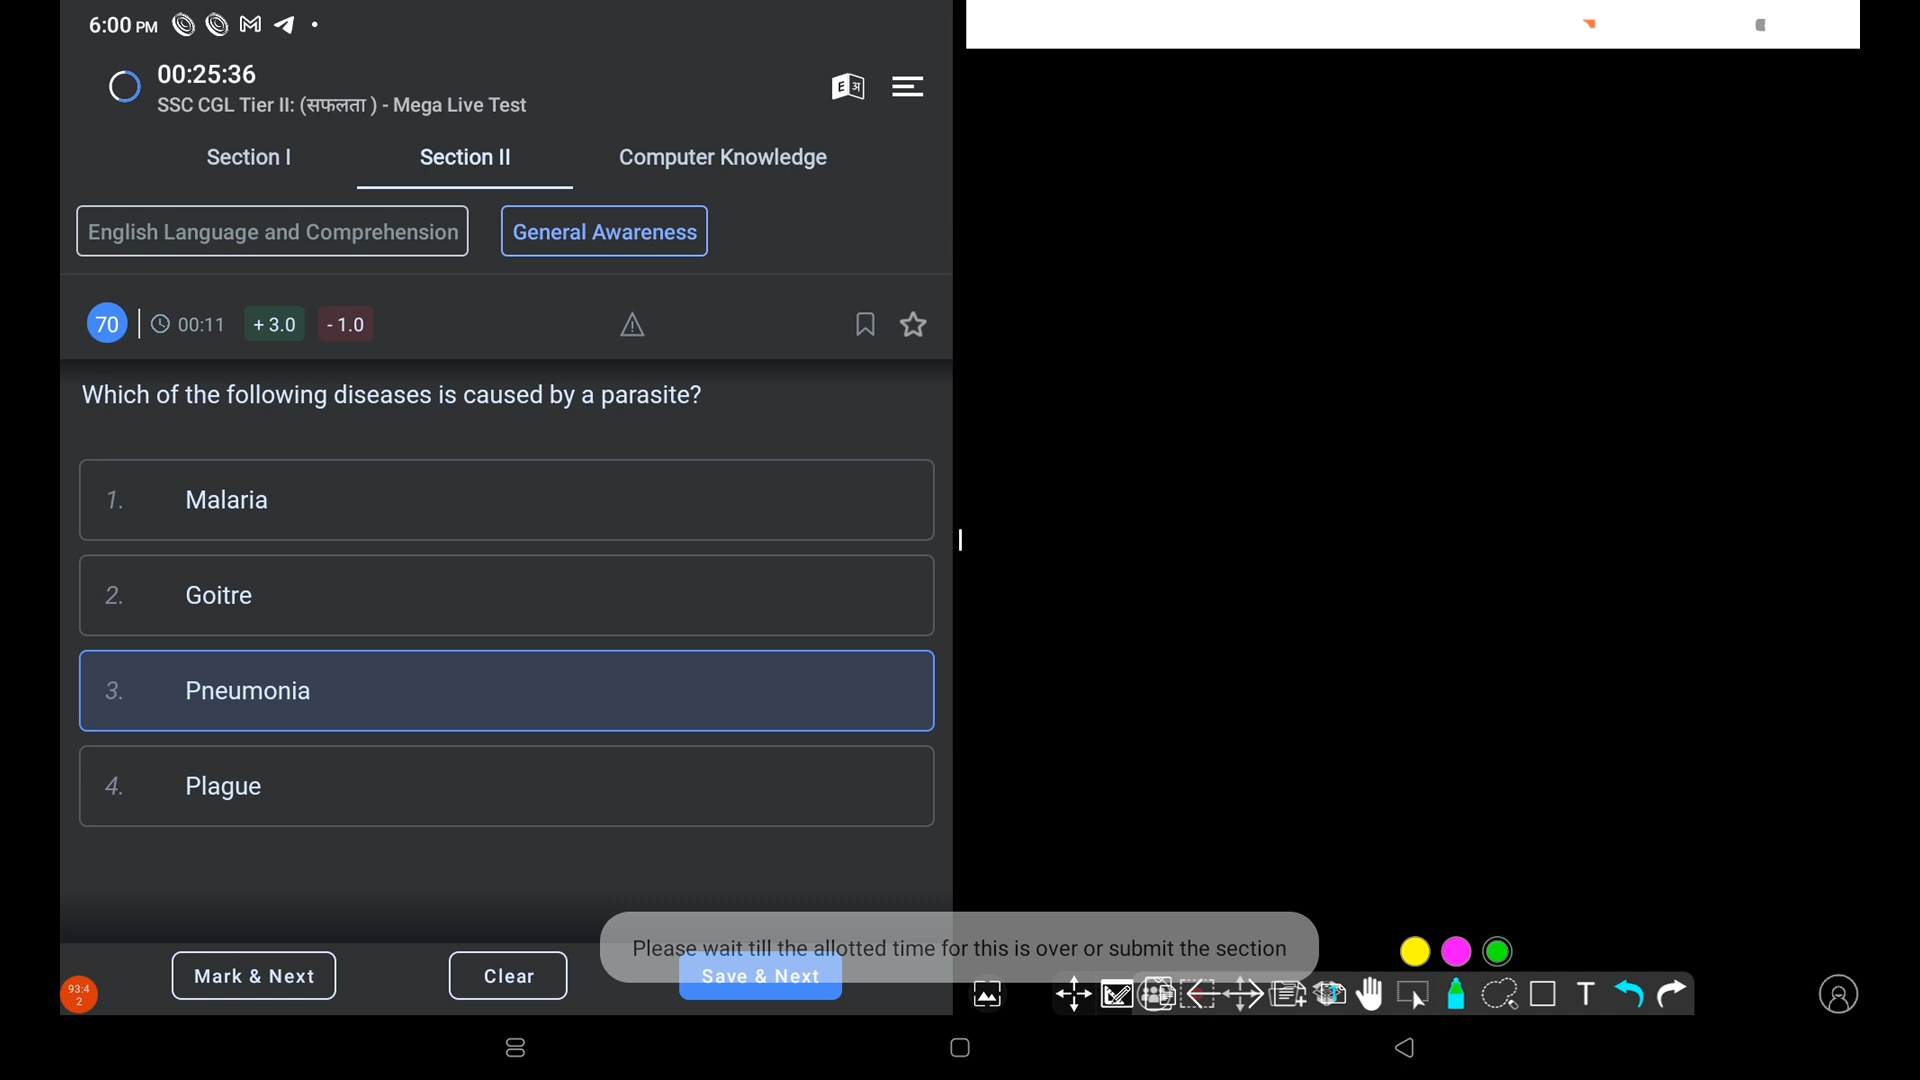 6:00 PM
00:25:36
SSC CGL Tier II: (सफलता ) - Mega Live Test
E अ
Section I
Section II
Computer Knowledge
English Language and Comprehension
General Awareness
70
00:11
+ 3.0
- 1.0
Which of the following diseases is caused by a parasite?
1. Malaria
2. Goitre
3. Pneumonia
4. Plague
Please wait till the allotted time for this is over or submit the section
Mark & Next
Clear
Save & Next
93:4
2
T